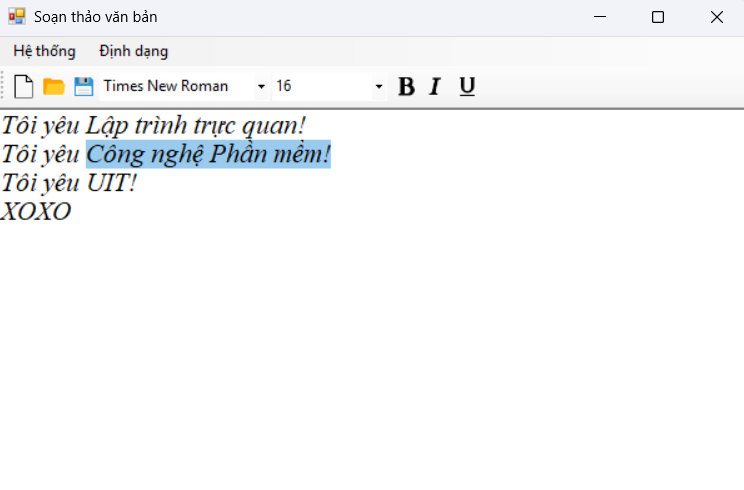 Soạn thảo văn bản
Hệ thống Định dạng
Times New Roman 16 B I U
Tôi yêu Lập trình trực quan!
Tôi yêu Công nghệ Phần mềm!
Tôi yêu UIT!
XOXO